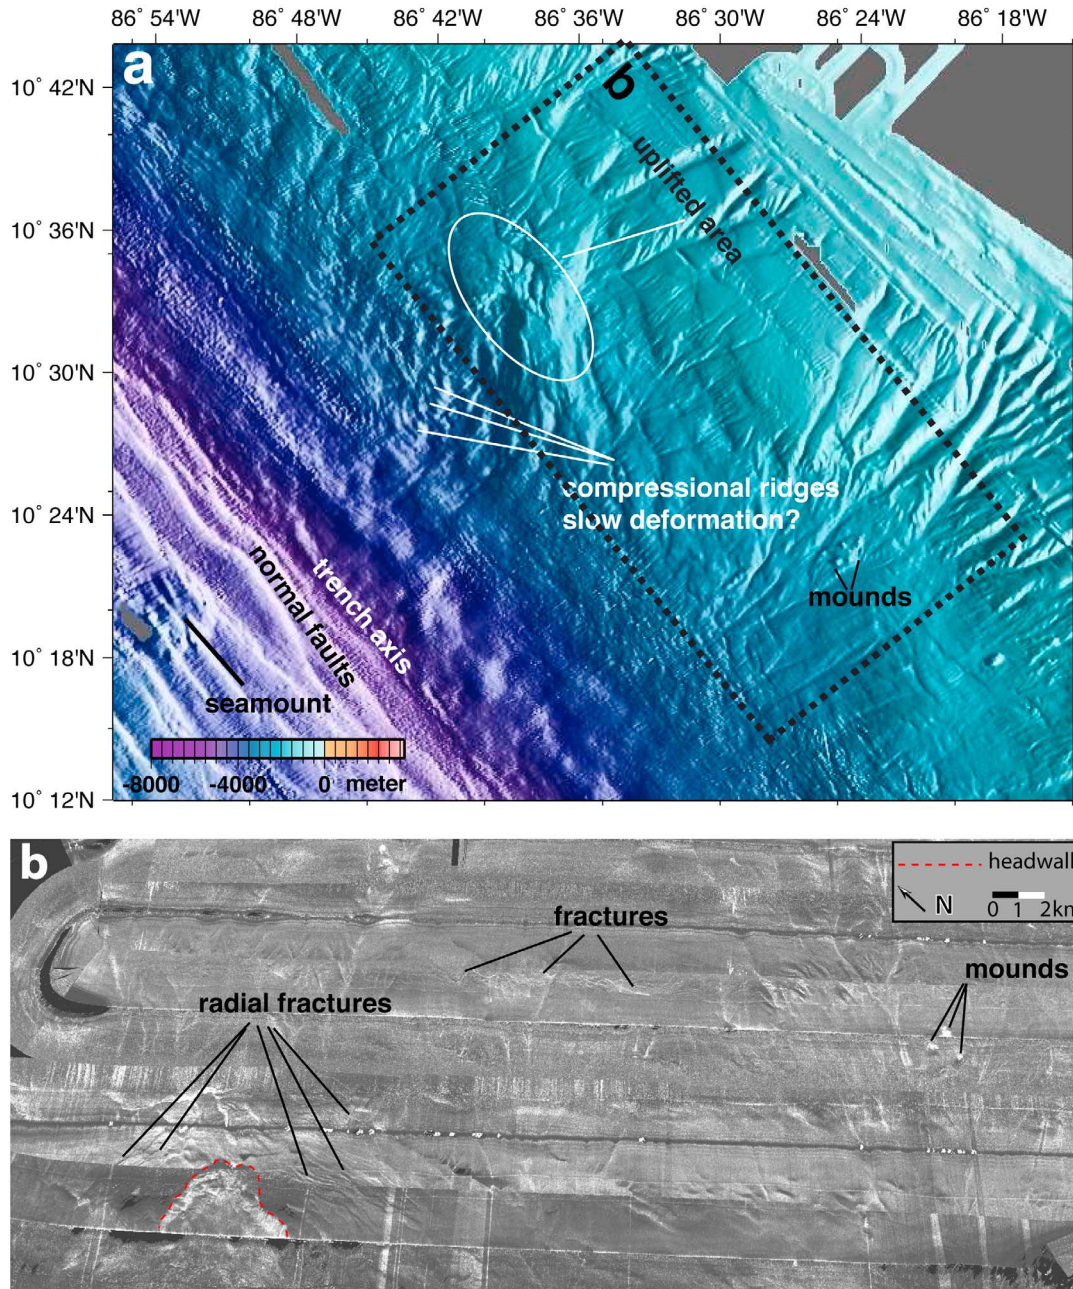 86˚ 54'W 86˚ 48'W 86˚ 42'W 86˚ 36'W 86˚ 30'W 86˚ 24'W 86˚ 18'W
a
b
10˚ 42'N
uplifted area
10˚ 36'N
10˚ 30'N
compressional ridges
slow deformation?
10˚ 24'N
mounds
trench axis
normal faults
10˚ 18'N
seamount
-8000 -4000 0 meter
10˚ 12'N
b
headwall
N 0 1 2km
fractures
mounds
radial fractures